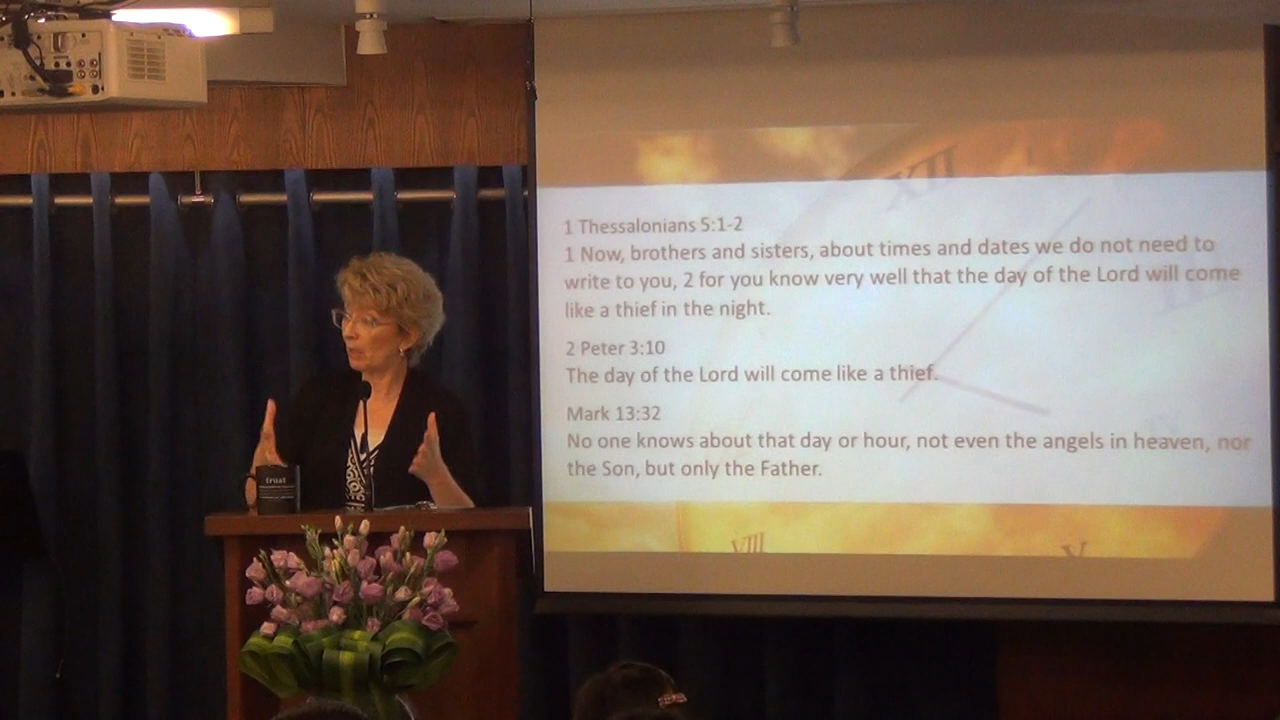 XII
1 Thessalonians 5:1-2
1 Now, brothers and sisters, about times and dates we do not need to
write to you, 2 for you know very well that the day of the Lord will come
like a thief in the night.
2 Peter 3:10
The day of the Lord will come like a thief.
Mark 13:32
No one knows about that day or hour, not even the angels in heaven, nor
the Son, but only the Father.
VIII
V
trust